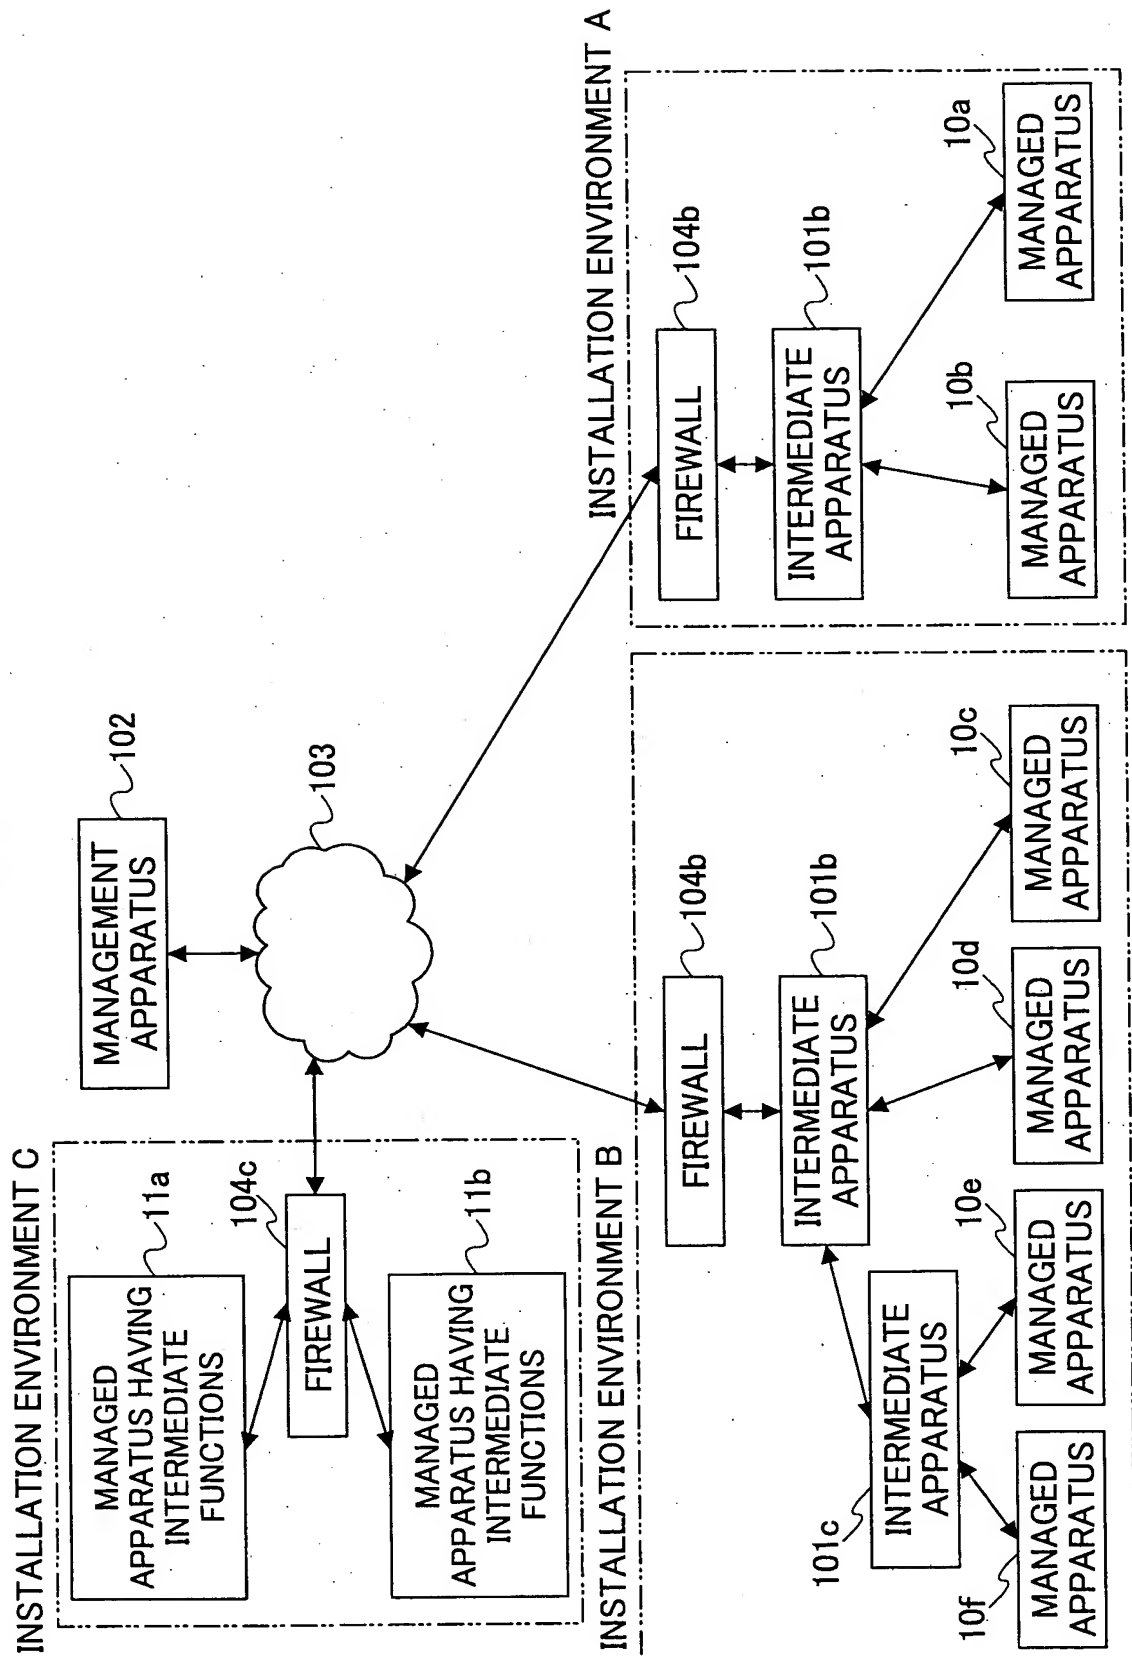 INSTALLATION ENVIRONMENT C
MANAGED
APPARATUS HAVING
INTERMEDIATE
FUNCTIONS
11a
104c
FIREWALL
MANAGED
APPARATUS HAVING
INTERMEDIATE
FUNCTIONS
11b
MANAGEMENT
APPARATUS
102
103
INSTALLATION ENVIRONMENT B
FIREWALL
104b
INTERMEDIATE
APPARATUS
101b
INTERMEDIATE
APPARATUS
101c
MANAGED
APPARATUS
10f
MANAGED
APPARATUS
10e
MANAGED
APPARATUS
10d
MANAGED
APPARATUS
10c
INSTALLATION ENVIRONMENT A
FIREWALL
104b
INTERMEDIATE
APPARATUS
101b
MANAGED
APPARATUS
10b
MANAGED
APPARATUS
10a